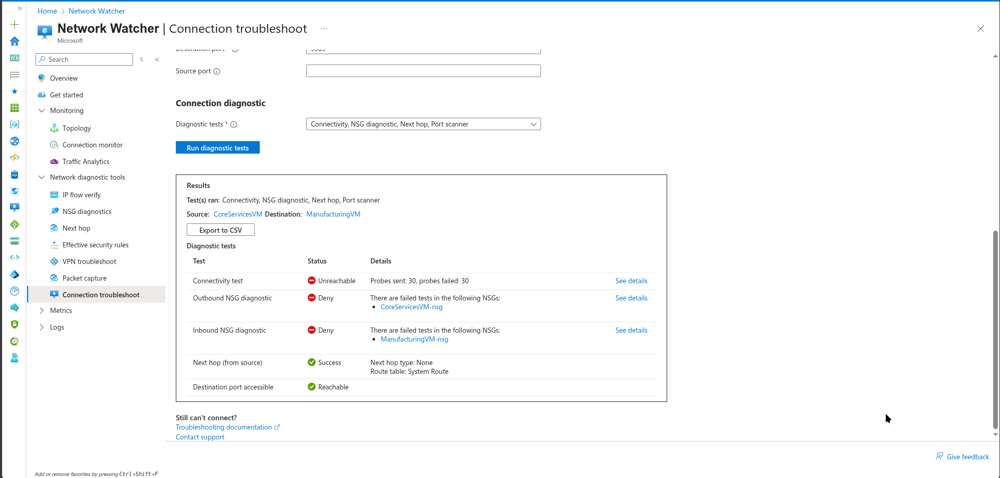 Home > Network Watcher
Network Watcher | Connection troubleshoot ...
Microsoft
Search
Overview
Get started
Monitoring
Topology
Connection monitor
Traffic Analytics
Network diagnostic tools
IP flow verify
NSG diagnostics
Next hop
Effective security rules
VPN troubleshoot
Packet capture
Connection troubleshoot
Metrics
Logs
Destination port
Source port
Connection diagnostic
Diagnostic tests * Connectivity, NSG diagnostic, Next hop, Port scanner
Run diagnostic tests
Results
Test(s) ran: Connectivity, NSG diagnostic, Next hop, Port scanner
Source: CoreServicesVM Destination: ManufacturingVM
Export to CSV
Diagnostic tests
Test Status Details
Connectivity test Unreachable Probes sent: 30, probes failed: 30 See details
Outbound NSG diagnostic Deny There are failed tests in the following NSGs: See details
• CoreServicesVM-nsg
Inbound NSG diagnostic Deny There are failed tests in the following NSGs: See details
• ManufacturingVM-nsg
Next hop (from source) Success Next hop type: None
Route table: System Route
Destination port accessible Reachable
Still can't connect?
Troubleshooting documentation
Contact support
Give feedback
Add or remove favorites by pressing Ctrl+Shift+F